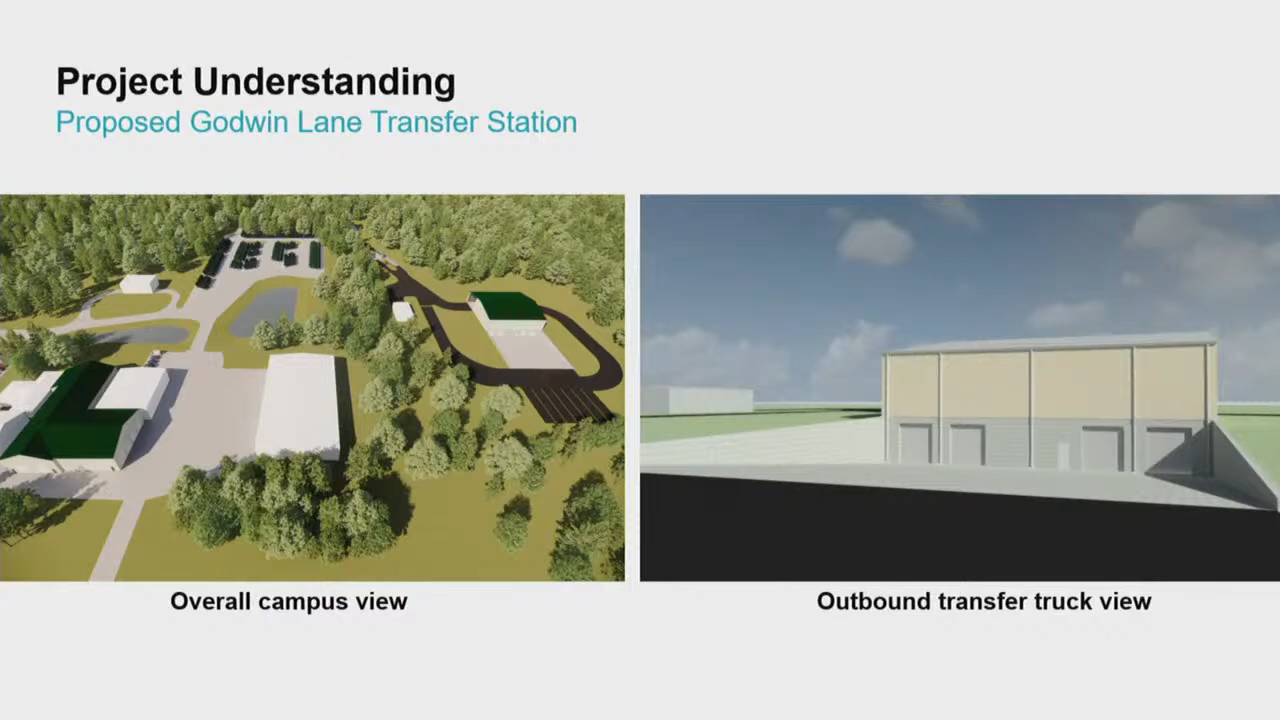 Project Understanding
Proposed Godwin Lane Transfer Station
Overall campus view
Outbound transfer truck view